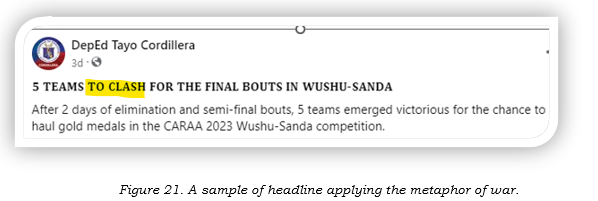 DepEd Tayo Cordillera
3d ·
5 TEAMS TO CLASH FOR THE FINAL BOUTS IN WUSHU-SANDA
After 2 days of elimination and semi-final bouts, 5 teams emerged victorious for the chance to
haul gold medals in the CARAA 2023 Wushu-Sanda competition.
Figure 21. A sample of headline applying the metaphor of war.